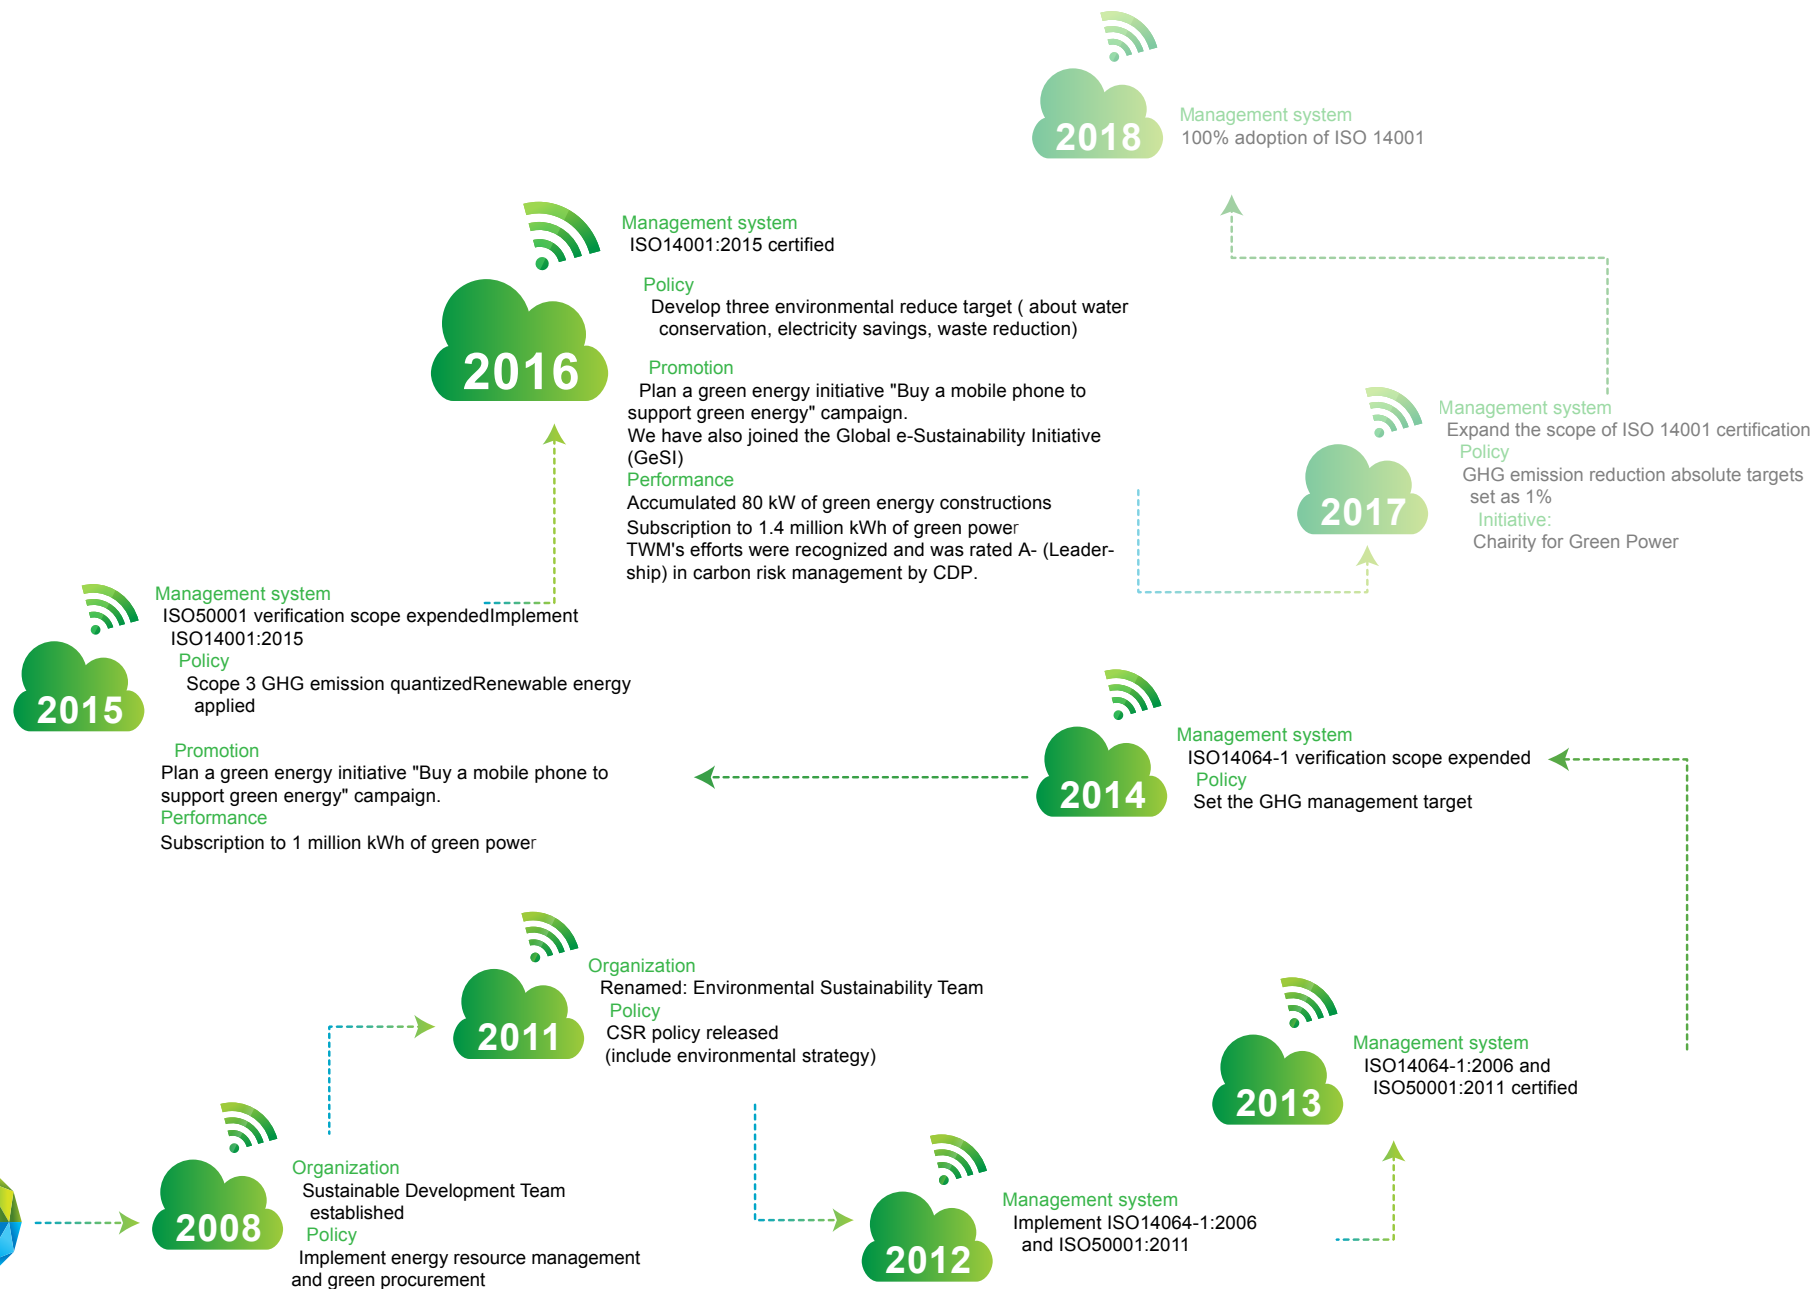 2018
Management system
100% adoption of ISO 14001
2016
Management system
ISO14001:2015 certified
Policy
Develop three environmental reduce target ( about water
conservation, electricity savings, waste reduction)
Promotion
Plan a green energy initiative "Buy a mobile phone to
support green energy" campaign.
We have also joined the Global e-Sustainability Initiative
(GeSI)
Performance
Accumulated 80 kW of green energy constructions
Subscription to 1.4 million kWh of green power
TWM's efforts were recognized and was rated A- (Leader-
ship) in carbon risk management by CDP.
2017
Management system
Expand the scope of ISO 14001 certification
Policy
GHG emission reduction absolute targets
set as 1%
Initiative:
Chairity for Green Power
2015
Management system
ISO50001 verification scope expendedImplement
ISO14001:2015
Policy
Scope 3 GHG emission quantizedRenewable energy
applied
Promotion
Plan a green energy initiative "Buy a mobile phone to
support green energy" campaign.
Performance
Subscription to 1 million kWh of green power
2014
Management system
ISO14064-1 verification scope expended
Policy
Set the GHG management target
2011
Organization
Renamed: Environmental Sustainability Team
Policy
CSR policy released
(include environmental strategy)
2013
Management system
ISO14064-1:2006 and
ISO50001:2011 certified
2008
Organization
Sustainable Development Team
established
Policy
Implement energy resource management
and green procurement
2012
Management system
Implement ISO14064-1:2006
and ISO50001:2011